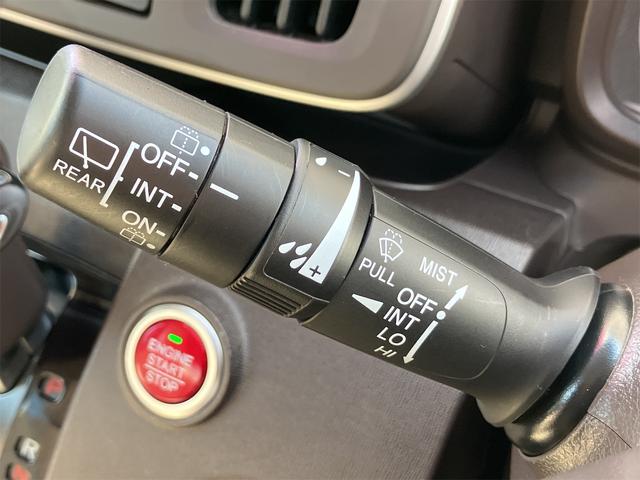 REAR
OFF
INT
ON
PULL
MIST
OFF
INT
LO
HI
ENGINE
START
STOP
P
R